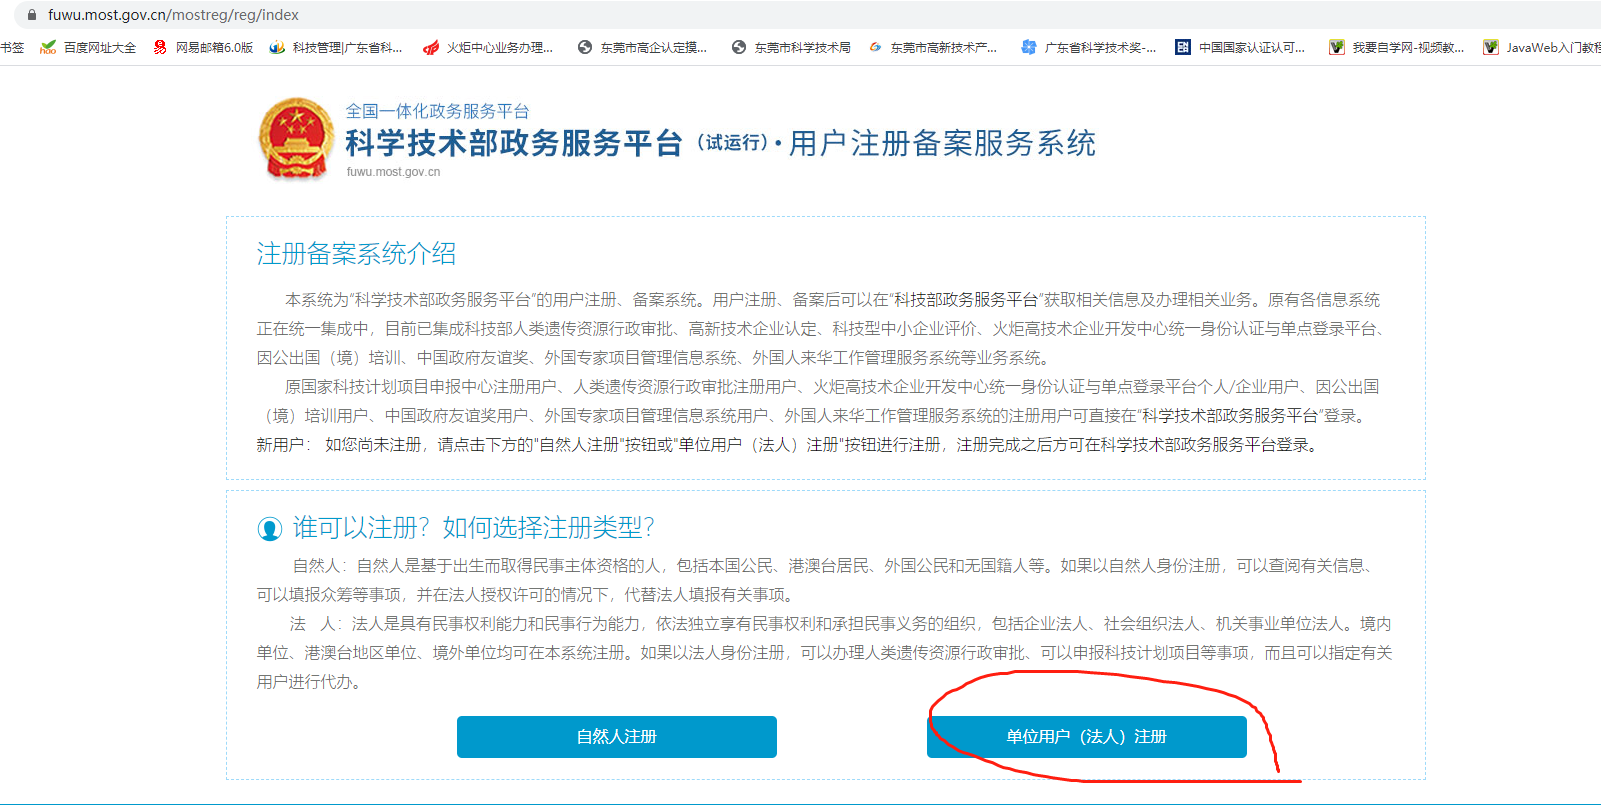 fuwu.most.gov.cn/mostreg/reg/index
书签 百度网址大全 网易邮箱6.0版 科技管理|广东省科... 火炬中心业务办理... 东莞市高企认定摸... 东莞市科学技术局 东莞市高新技术产... 广东省科学技术奖-... 中国国家认证认可... 我要自学网-视频教... JavaWeb入门教程
全国一体化政务服务平台
科学技术部政务服务平台（试运行）·用户注册备案服务系统
fuwu.most.gov.cn
注册备案系统介绍
本系统为“科学技术部政务服务平台”的用户注册、备案系统。用户注册、备案后可以在“科技部政务服务平台”获取相关信息及办理相关业务。原有各信息系统
正在统一集成中，目前已集成科技部人类遗传资源行政审批、高新技术企业认定、科技型中小企业评价、火炬高技术企业开发中心统一身份认证与单点登录平台、
因公出国（境）培训、中国政府友谊奖、外国专家项目管理信息系统、外国人来华工作管理服务系统等业务系统。
原国家科技计划项目申报中心注册用户、人类遗传资源行政审批注册用户、火炬高技术企业开发中心统一身份认证与单点登录平台个人/企业用户、因公出国
（境）培训用户、中国政府友谊奖用户、外国专家项目管理信息系统用户、外国人来华工作管理服务系统的注册用户可直接在“科学技术部政务服务平台”登录。
新用户： 如您尚未注册，请点击下方的"自然人注册"按钮或"单位用户（法人）注册"按钮进行注册，注册完成之后方可在科学技术部政务服务平台登录。
谁可以注册？如何选择注册类型？
自然人：自然人是基于出生而取得民事主体资格的人，包括本国公民、港澳台居民、外国公民和无国籍人等。如果以自然人身份注册，可以查阅有关信息、
可以填报众筹等事项，并在法人授权许可的情况下，代替法人填报有关事项。
法 人：法人是具有民事权利能力和民事行为能力，依法独立享有民事权利和承担民事义务的组织，包括企业法人、社会组织法人、机关事业单位法人。境内
单位、港澳台地区单位、境外单位均可在本系统注册。如果以法人身份注册，可以办理人类遗传资源行政审批、可以申报科技计划项目等事项，而且可以指定有关
用户进行代办。
自然人注册 单位用户（法人）注册